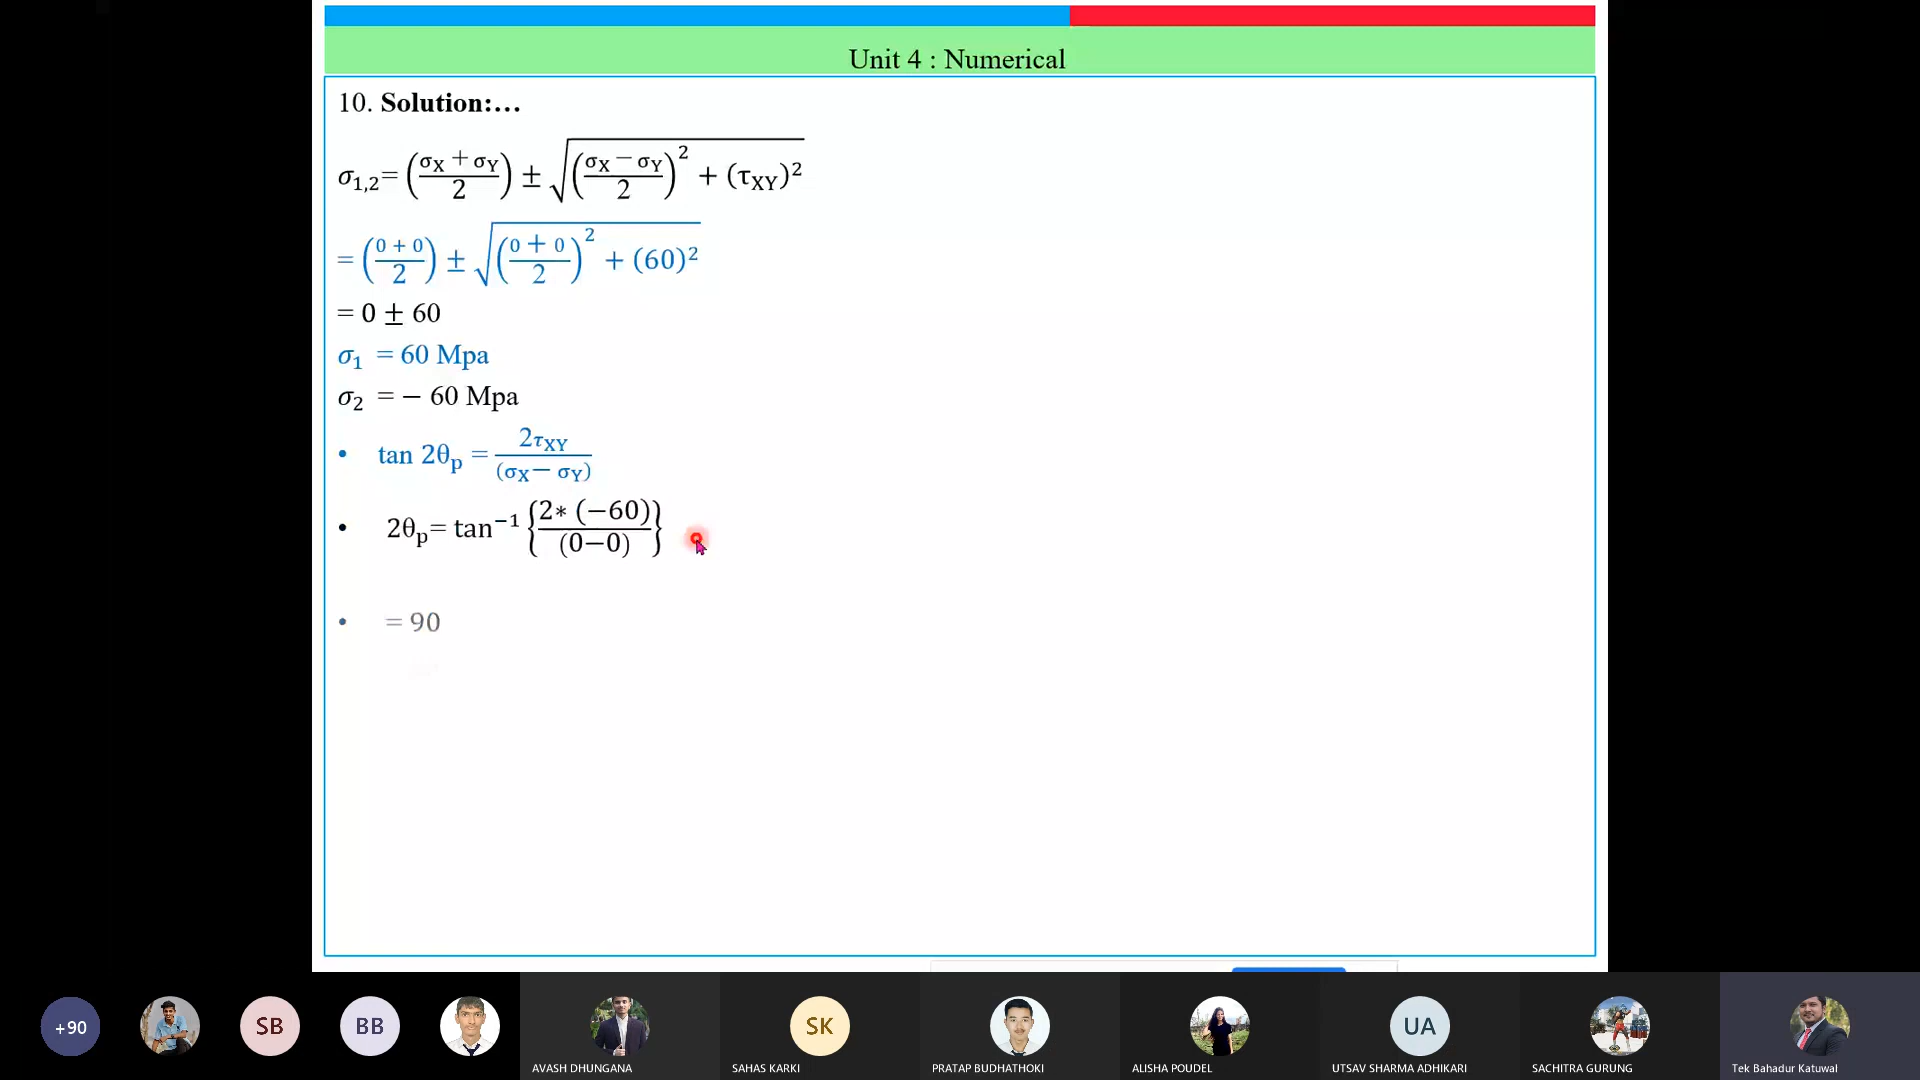 Unit 4 : Numerical
10. Solution:…
σ1,2= (σX + σY / 2) ± √((σX − σY / 2)² + (τXY)²)
= (0 + 0 / 2) ± √((0 + 0 / 2)² + (60)²)
= 0 ± 60
σ1 = 60 Mpa
σ2 = − 60 Mpa
• tan 2θp = 2τXY / (σX− σY)
• 2θp= tan⁻¹ {2* (−60) / (0−0)}
• = 90
+90
SB
BB
SK
UA
AVASH DHUNGANA
SAHAS KARKI
PRATAP BUDHATHOKI
ALISHA POUDEL
UTSAV SHARMA ADHIKARI
SACHITRA GURUNG
Tek Bahadur Katuwal